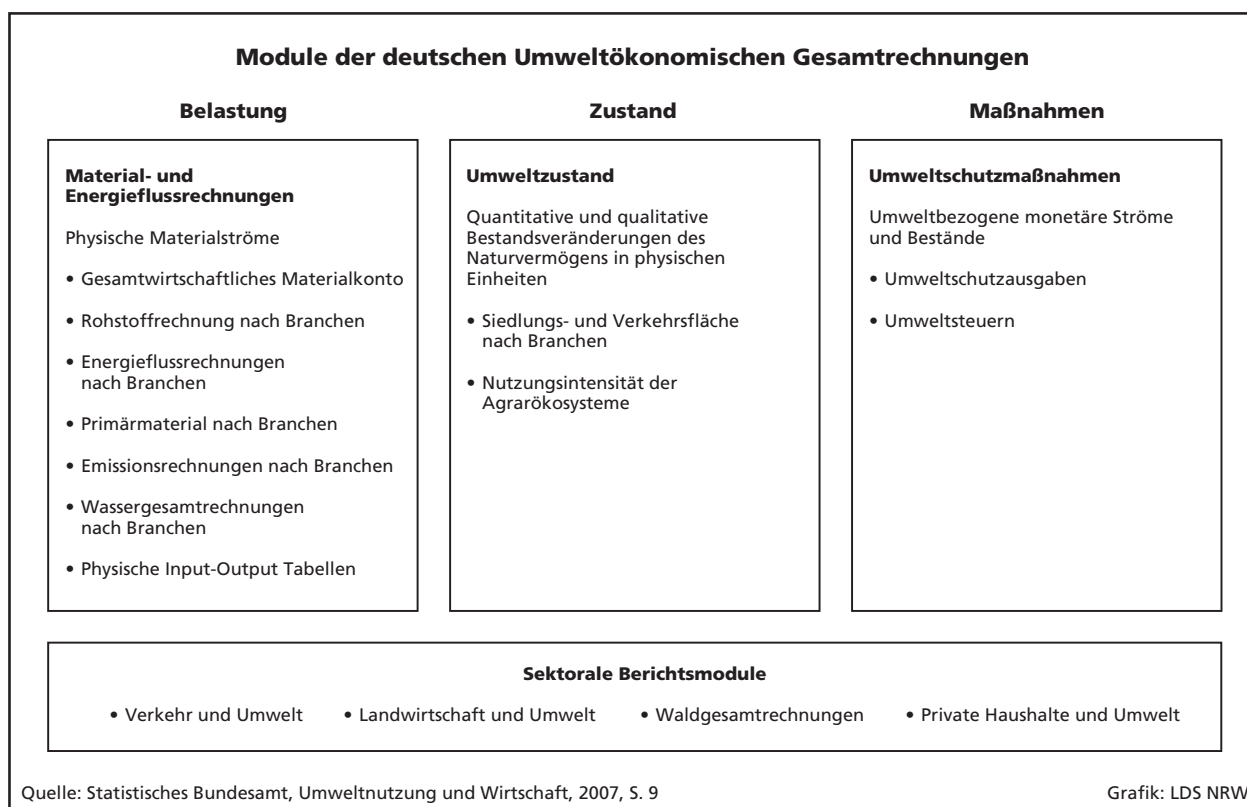 Module der deutschen Umweltökonomischen Gesamtrechnungen
Belastung
Material- und
Energieflussrechnungen
Physische Materialströme
• Gesamtwirtschaftliches Materialkonto
• Rohstoffrechnung nach Branchen
• Energieflussrechnungen
nach Branchen
• Primärmaterial nach Branchen
• Emissionsrechnungen nach Branchen
• Wassergesamtrechnungen
nach Branchen
• Physische Input-Output Tabellen
Zustand
Umweltzustand
Quantitative und qualitative
Bestandsveränderungen des
Naturvermögens in physischen
Einheiten
• Siedlungs- und Verkehrsfläche
nach Branchen
• Nutzungsintensität der
Agrarökosysteme
Maßnahmen
Umweltschutzmaßnahmen
Umweltbezogene monetäre Ströme
und Bestände
• Umweltschutzausgaben
• Umweltsteuern
Sektorale Berichtsmodule
• Verkehr und Umwelt • Landwirtschaft und Umwelt • Waldgesamtrechnungen • Private Haushalte und Umwelt
Quelle: Statistisches Bundesamt, Umweltnutzung und Wirtschaft, 2007, S. 9
Grafik: LDS NRW